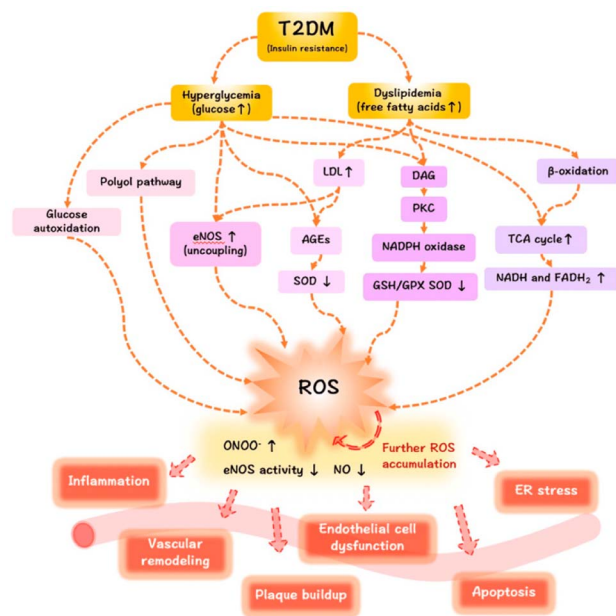 T2DM
(Insulin resistance)
Hyperglycemia
(glucose↑)
Dyslipidemia
(free fatty acids↑)
Polyol pathway
LDL↑
DAG
β-oxidation
Glucose
autoxidation
eNOS ↑
(uncoupling)
AGEs
PKC
NADPH oxidase
TCA cycle↑
SOD ↓
GSH/GPX SOD ↓
NADH and FADH₂ ↑
ROS
ONOO⁻ ↑
eNOS activity ↓ NO ↓
Further ROS
accumulation
Inflammation
ER stress
Vascular
remodeling
Endothelial cell
dysfunction
Plaque buildup
Apoptosis